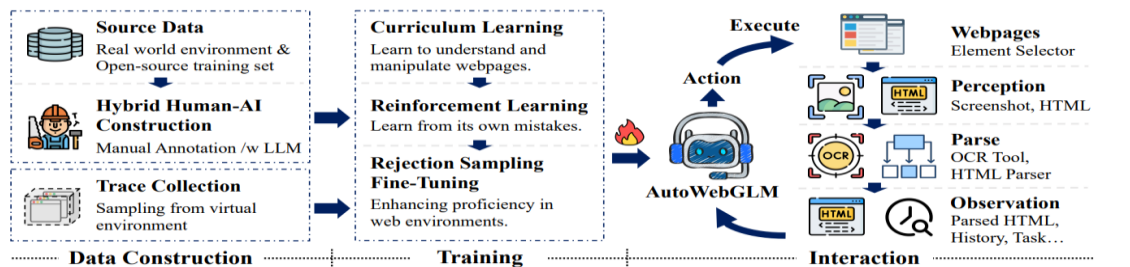 Source Data
Real world environment &
Open-source training set
Hybrid Human-AI
Construction
Manual Annotation /w LLM
Trace Collection
Sampling from virtual
environment
Data Construction
Curriculum Learning
Learn to understand and
manipulate webpages.
Reinforcement Learning
Learn from its own mistakes.
Rejection Sampling
Fine-Tuning
Enhancing proficiency in
web environments.
Training
Execute
Action
AutoWebGLM
Webpages
Element Selector
HTML
Perception
Screenshot, HTML
OCR
Parse
OCR Tool,
HTML Parser
HTML
Observation
Parsed HTML,
History, Task…
Interaction